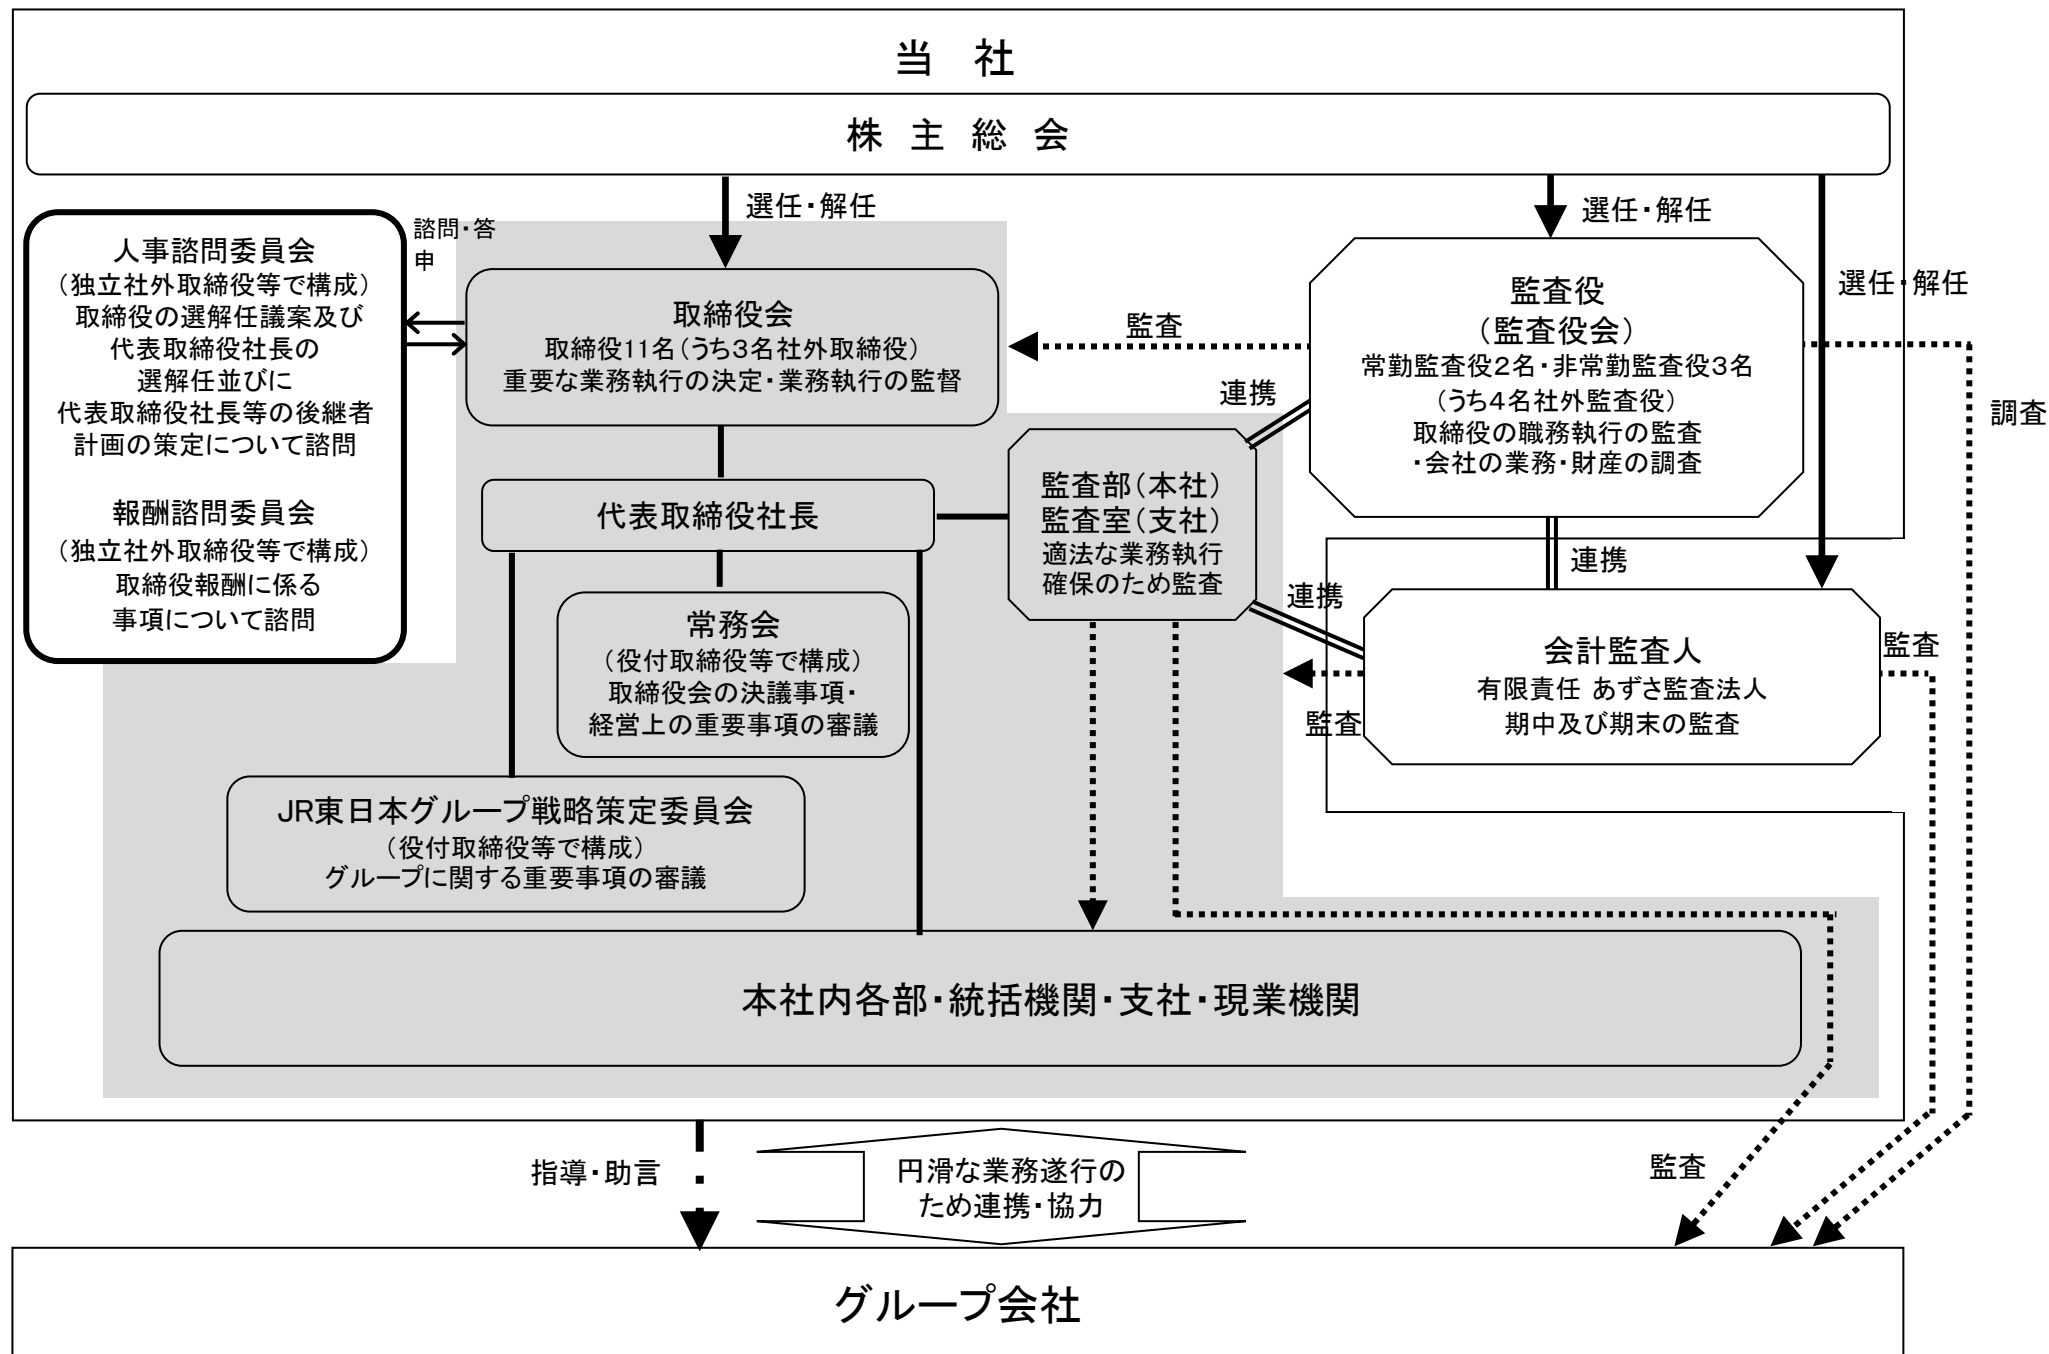 当　社
株　主　総　会
選任・解任
選任・解任
選任・解任
人事諮問委員会
（独立社外取締役等で構成）
取締役の選解任議案及び
代表取締役社長の
選解任並びに
代表取締役社長等の後継者
計画の策定について諮問
報酬諮問委員会
（独立社外取締役等で構成）
取締役報酬に係る
事項について諮問
諮問・答
申
取締役会
取締役11名（うち3名社外取締役）
重要な業務執行の決定・業務執行の監督
監査
監査役
（監査役会）
常勤監査役2名・非常勤監査役3名
（うち4名社外監査役）
取締役の職務執行の監査
・会社の業務・財産の調査
調査
連携
代表取締役社長
監査部（本社）
監査室（支社）
適法な業務執行
確保のため監査
連携
連携
常務会
（役付取締役等で構成）
取締役会の決議事項・
経営上の重要事項の審議
会計監査人
有限責任 あずさ監査法人
期中及び期末の監査
監査
監査
JR東日本グループ戦略策定委員会
（役付取締役等で構成）
グループに関する重要事項の審議
本社内各部・統括機関・支社・現業機関
指導・助言
円滑な業務遂行の
ため連携・協力
監査
グループ会社